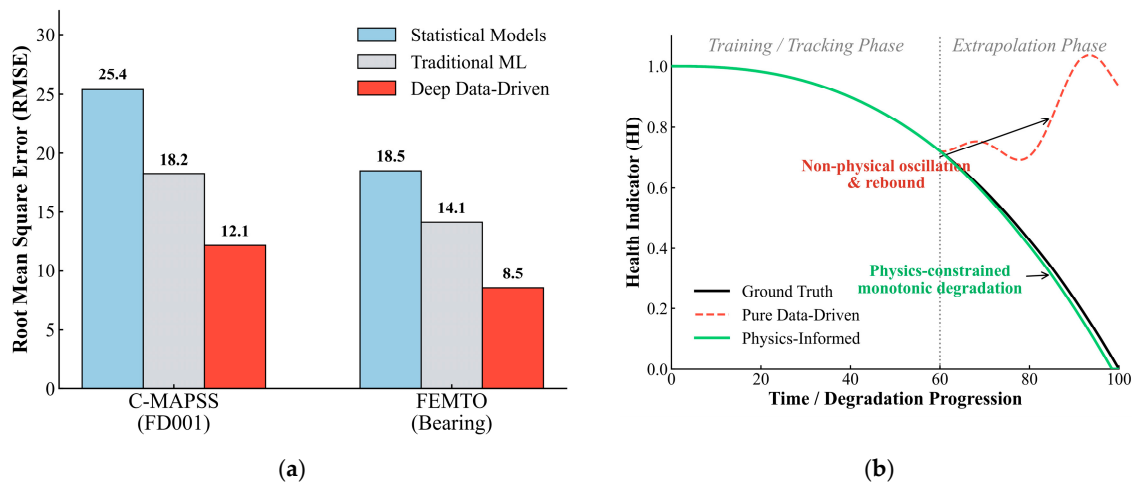 Root Mean Square Error (RMSE)
30
25
20
15
10
5
0
Statistical Models
Traditional ML
Deep Data-Driven
25.4
18.2
12.1
18.5
14.1
8.5
C-MAPSS
(FD001)
FEMTO
(Bearing)
(a)
Health Indicator (HI)
Training / Tracking Phase
Extrapolation Phase
1.0
0.8
0.6
0.4
0.2
0.0
Non-physical oscillation
& rebound
Physics-constrained
monotonic degradation
Ground Truth
Pure Data-Driven
Physics-Informed
0
20
40
60
80
100
Time / Degradation Progression
(b)